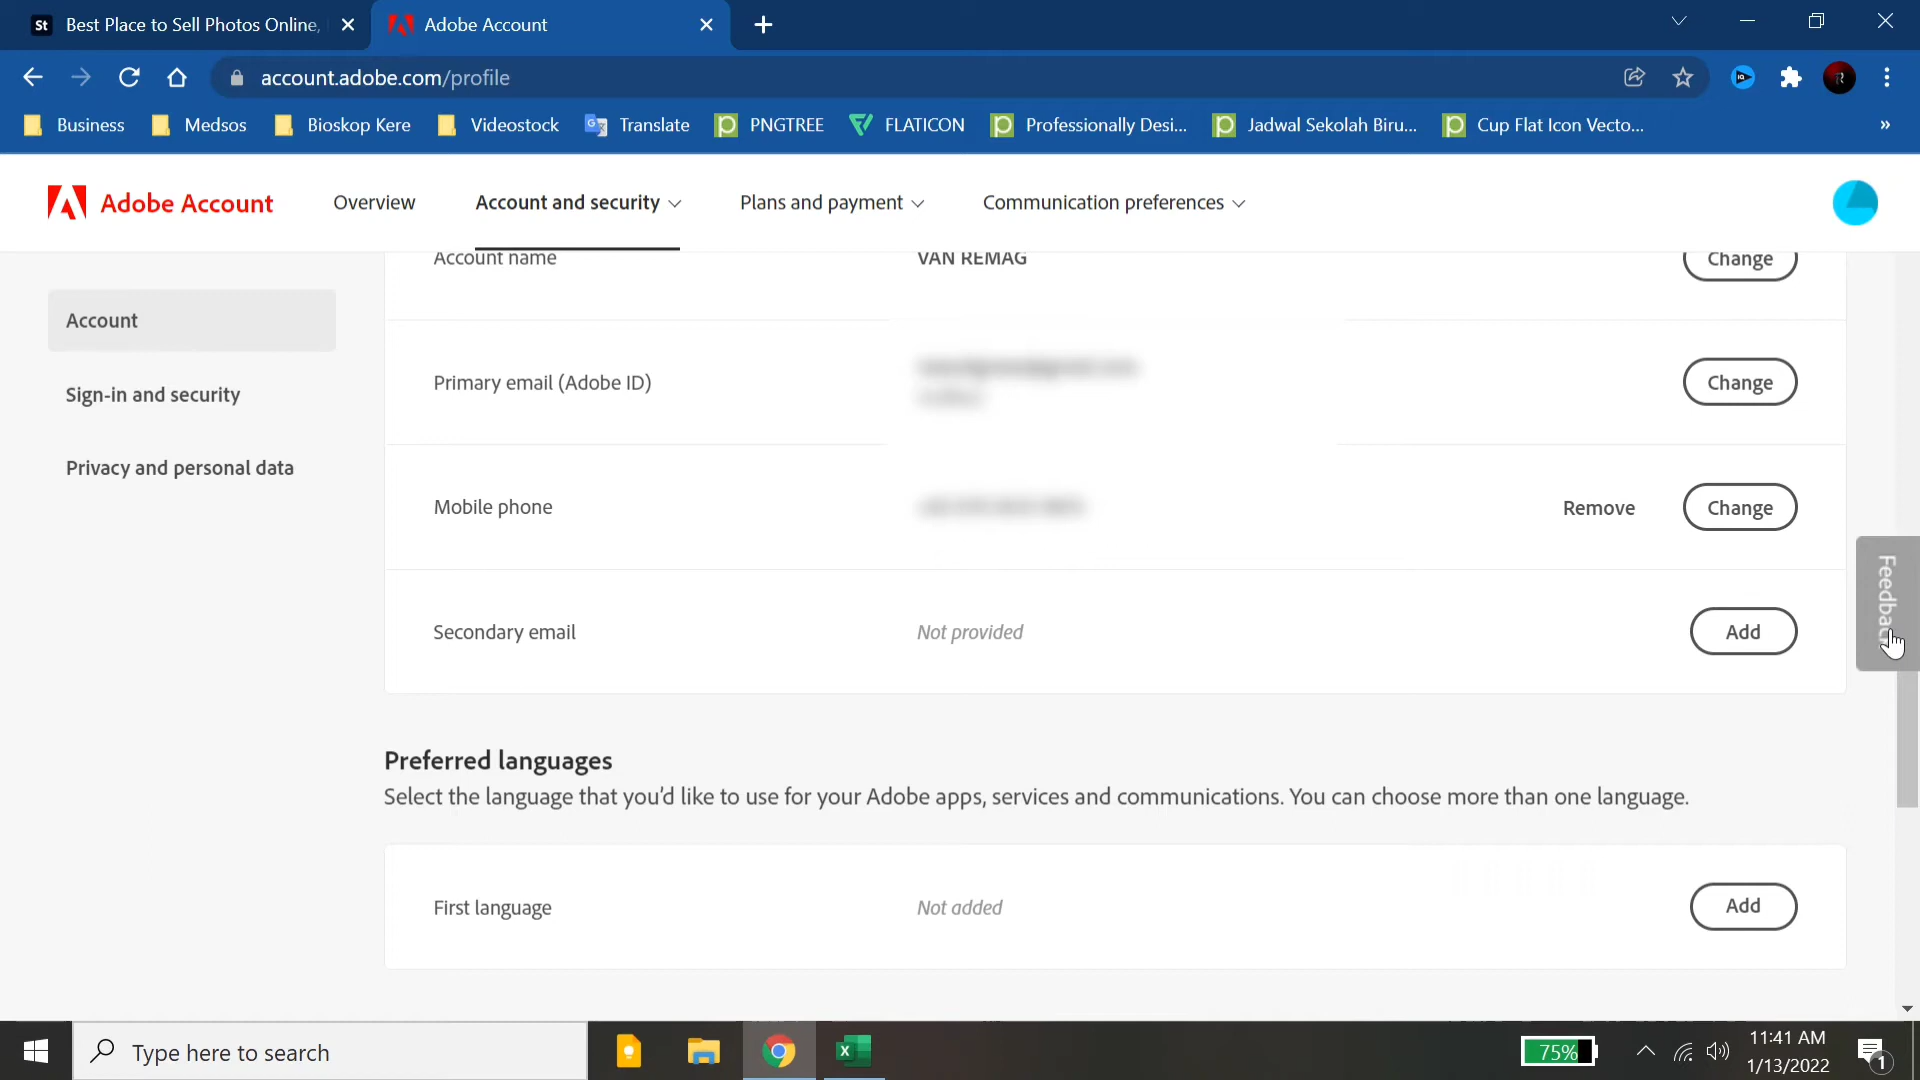 St Best Place to Sell Photos Online,
Adobe Account
account.adobe.com/profile
R
Business
Medsos
Bioskop Kere
Videostock
Translate
PNGTREE
FLATICON
Professionally Desi...
Jadwal Sekolah Biru...
Cup Flat Icon Vecto...
»
Adobe Account
Overview
Account and security
Plans and payment
Communication preferences
Account name
VAN REMAG
Change
Account
Sign-in and security
Privacy and personal data
Primary email (Adobe ID)
Change
Mobile phone
Remove
Change
Secondary email
Not provided
Add
Feedback
Preferred languages
Select the language that you'd like to use for your Adobe apps, services and communications. You can choose more than one language.
First language
Not added
Add
Type here to search
75%
11:41 AM
1/13/2022
1